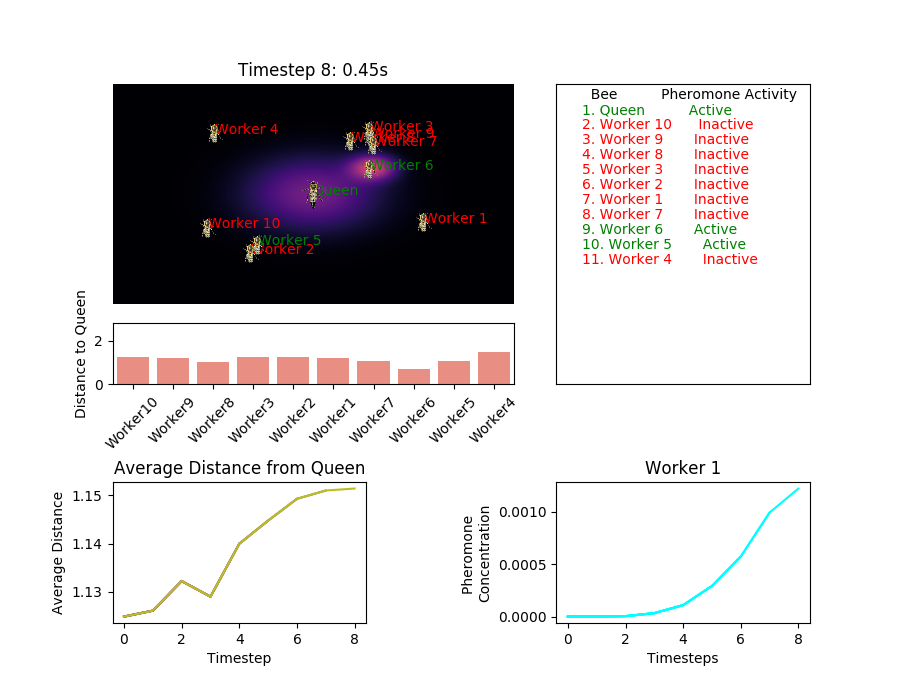 Timestep 8: 0.45s
Worker 4
Worker 3
Worker 9
Worker 7
Worker 6
Queen
Worker 10
Worker 1
Worker 5
Worker 2
Bee Pheromone Activity
1. Queen Active
2. Worker 10 Inactive
3. Worker 9 Inactive
4. Worker 8 Inactive
5. Worker 3 Inactive
6. Worker 2 Inactive
7. Worker 1 Inactive
8. Worker 7 Inactive
9. Worker 6 Active
10. Worker 5 Active
11. Worker 4 Inactive
Distance to Queen
2
0
Worker10 Worker9 Worker8 Worker3 Worker2 Worker1 Worker7 Worker6 Worker5 Worker4
Average Distance from Queen
Average Distance
1.15
1.14
1.13
0 2 4 6 8
Timestep
Worker 1
Pheromone
Concentration
0.0010
0.0005
0.0000
0 2 4 6 8
Timesteps